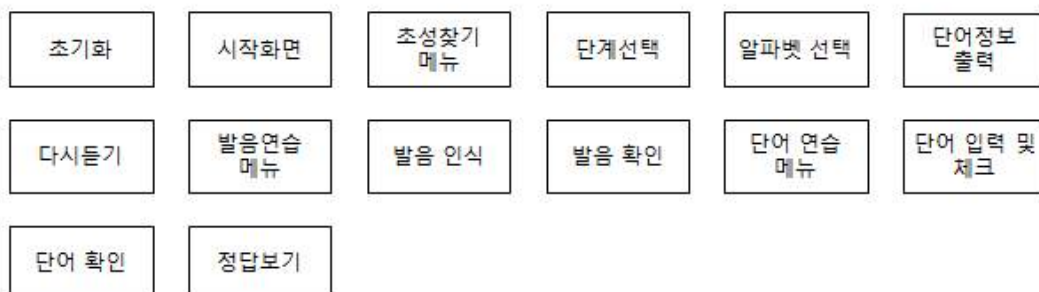 초기화
시작화면
초성찾기
메뉴
단계선택
알파벳 선택
단어정보
출력
다시듣기
발음연습
메뉴
발음 인식
발음 확인
단어 연습
메뉴
단어 입력 및
체크
단어 확인
정답보기